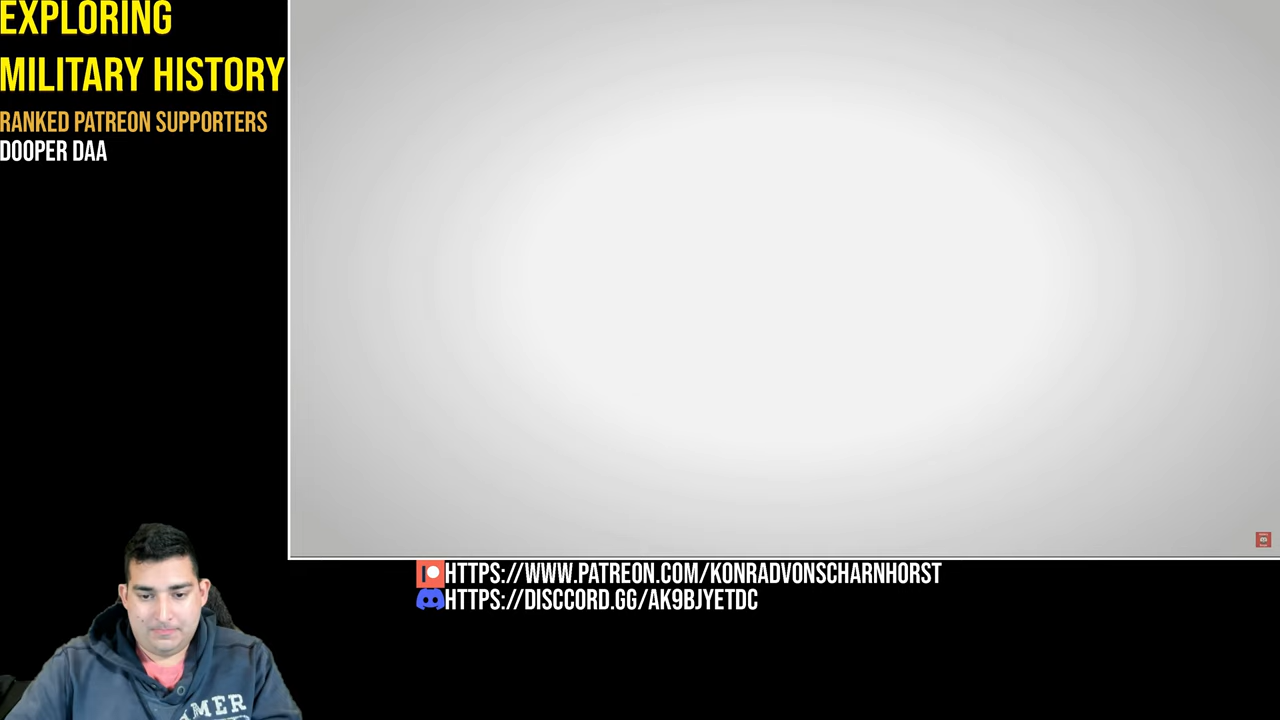 EXPLORING
MILITARY HISTORY
RANKED PATREON SUPPORTERS
DOOPER DAA
HTTPS://WWW.PATREON.COM/KONRADVONSCHARNHORST
HTTPS://DISCCORD.GG/AK9BJYETDC